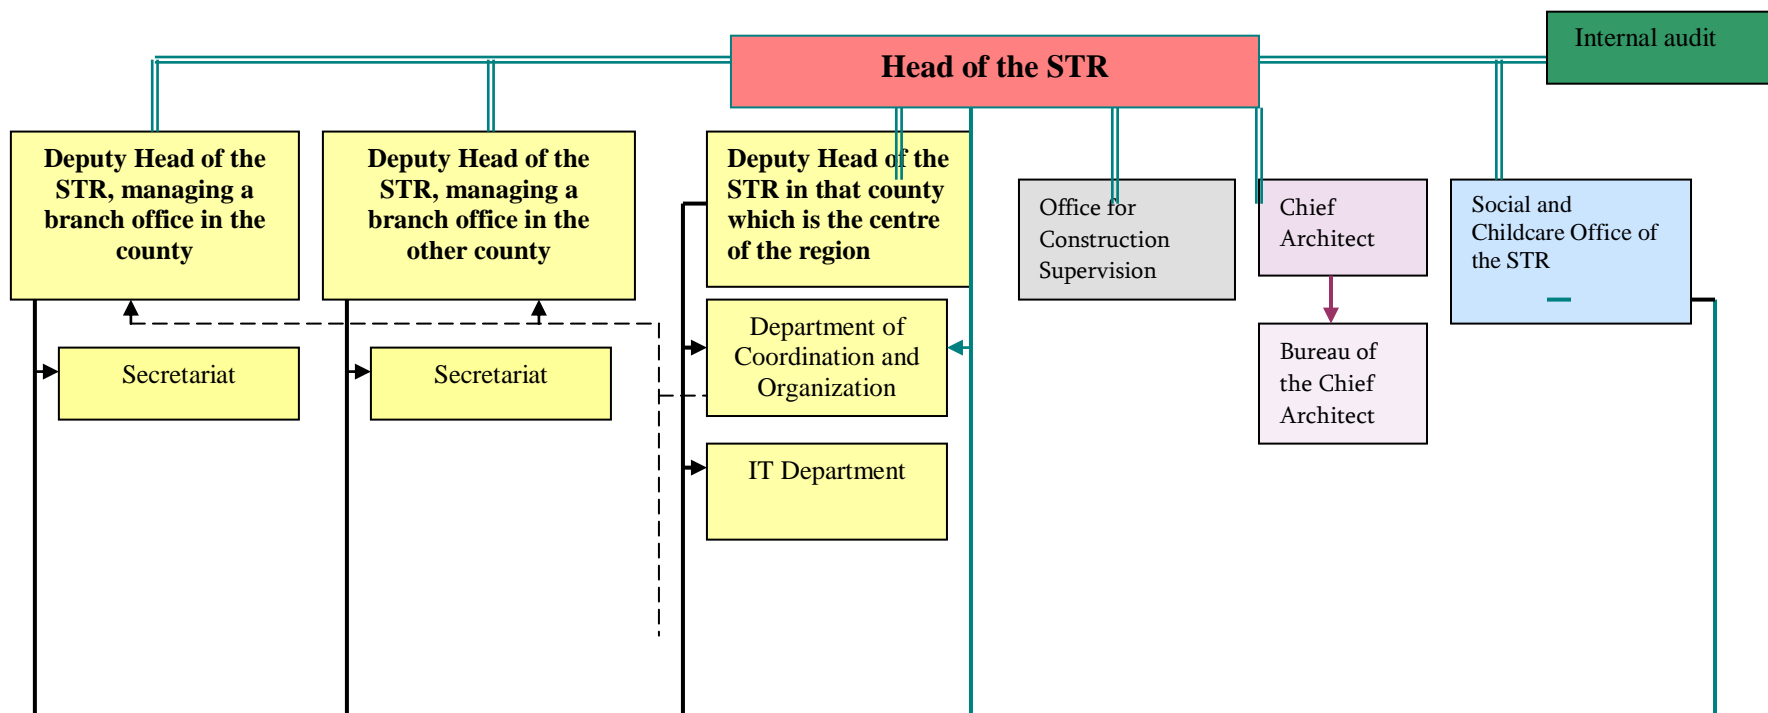 Internal audit
Head of the STR
Deputy Head of the
STR, managing a
branch office in the
county
Deputy Head of the
STR, managing a
branch office in the
other county
Deputy Head of the
STR in that county
which is the centre
of the region
Office for
Construction
Supervision
Chief
Architect
Social and
Childcare Office of
the STR
Secretariat
Secretariat
Department of
Coordination and
Organization
Bureau of
the Chief
Architect
IT Department